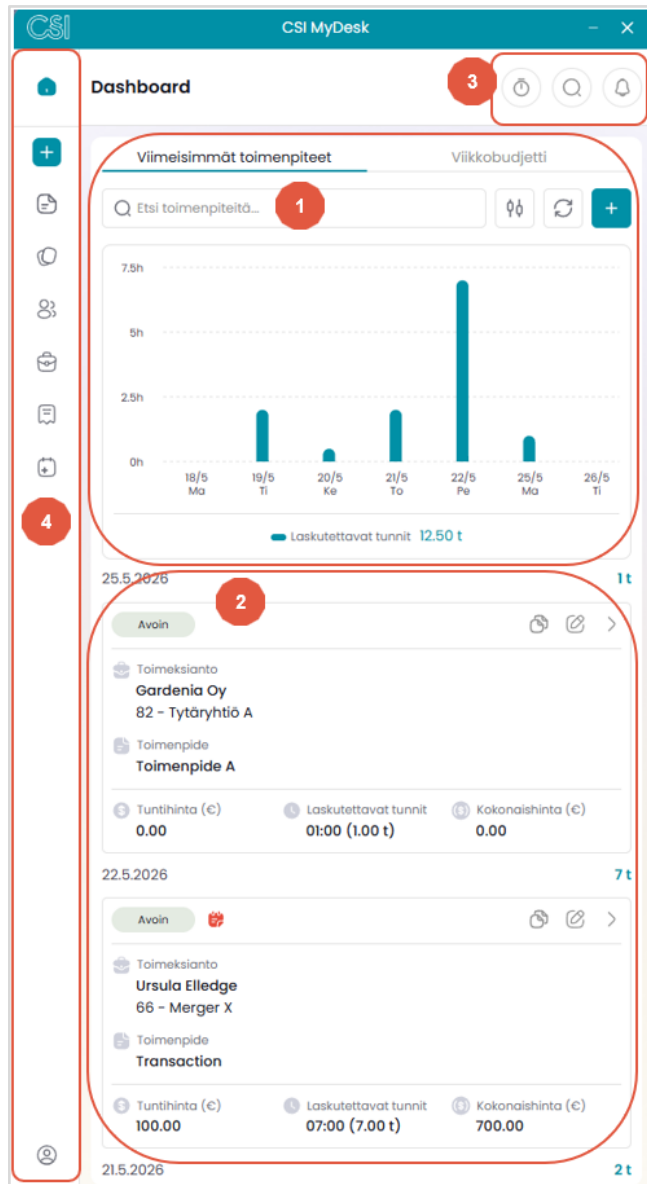 CSI
CSI MyDesk
Dashboard
3
Viimeisimmät toimenpiteet
Viikkobudjetti
Etsi toimenpiteitä...
1
7.5h
5h
2.5h
0h
18/5 19/5 20/5 21/5 22/5 25/5 26/5
Ma Ti Ke To Pe Ma Ti
4
Laskutettavat tunnit 12.50 t
25.5.2026 1 t
2
Avoin
Toimeksianto
Gardenia Oy
82 - Tytäryhtiö A
Toimenpide
Toimenpide A
Tuntihinta (€) Laskutettavat tunnit Kokonaishinta (€)
0.00 01:00 (1.00 t) 0.00
22.5.2026 7 t
Avoin
Toimeksianto
Ursula Elledge
66 - Merger X
Toimenpide
Transaction
Tuntihinta (€) Laskutettavat tunnit Kokonaishinta (€)
100.00 07:00 (7.00 t) 700.00
21.5.2026 2 t